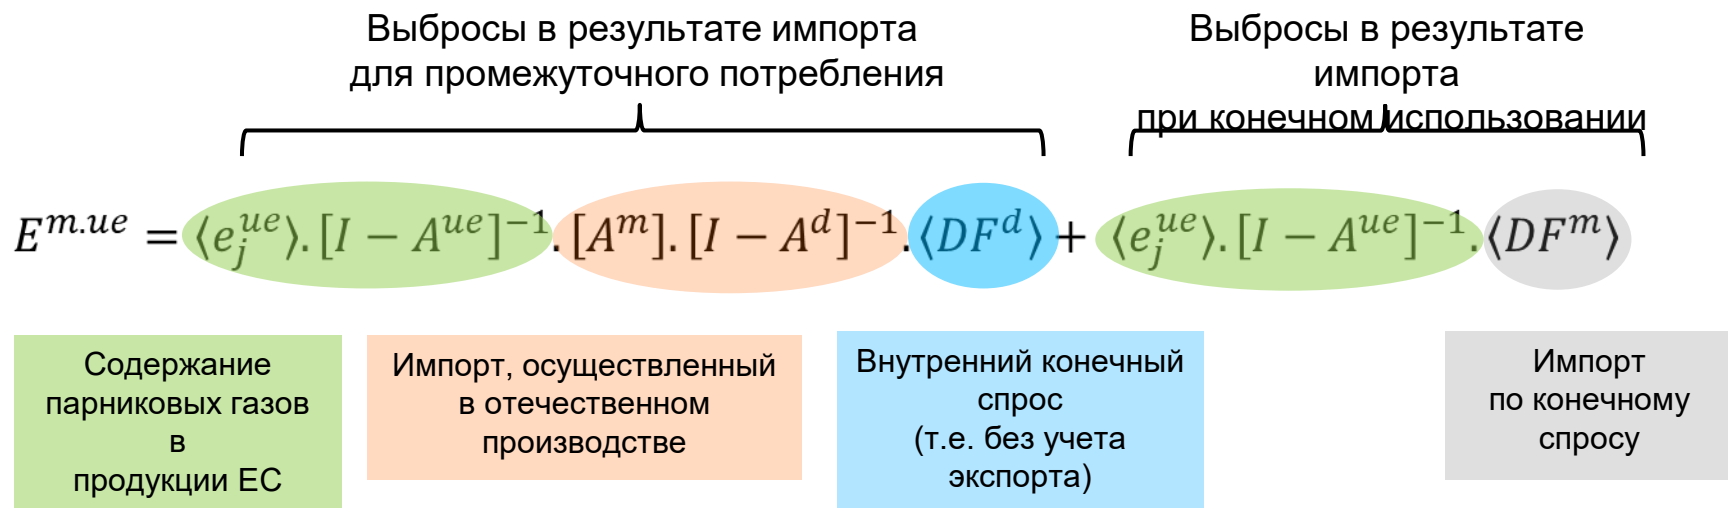 Выбросы в результате импорта
для промежуточного потребления
Выбросы в результате
импорта
при конечном использовании
E^{m.ue} = ⟨e_j^{ue}⟩.[I − A^{ue}]^{−1}.[A^m].[I − A^d]^{−1}.⟨DF^d⟩ + ⟨e_j^{ue}⟩.[I − A^{ue}]^{−1}.⟨DF^m⟩
Содержание
парниковых газов
в
продукции ЕС
Импорт, осуществленный
в отечественном
производстве
Внутренний конечный
спрос
(т.е. без учета
экспорта)
Импорт
по конечному
спросу